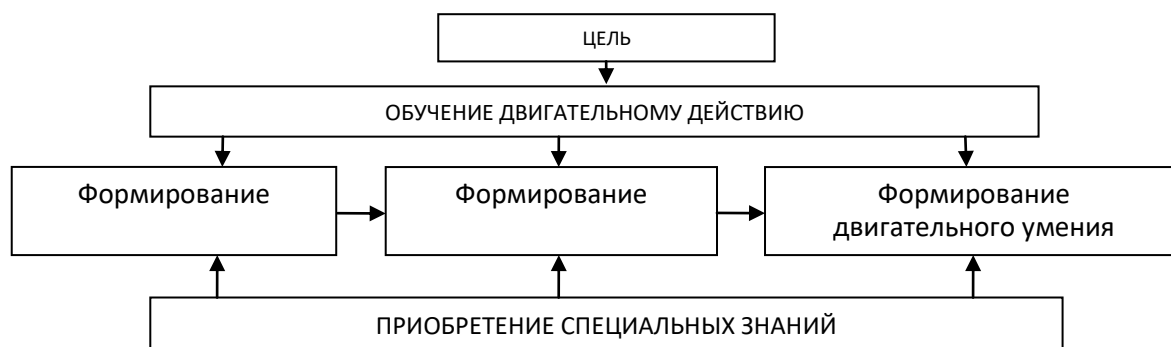 ЦЕЛЬ
ОБУЧЕНИЕ ДВИГАТЕЛЬНОМУ ДЕЙСТВИЮ
Формирование
Формирование
Формирование
двигательного умения
ПРИОБРЕТЕНИЕ СПЕЦИАЛЬНЫХ ЗНАНИЙ